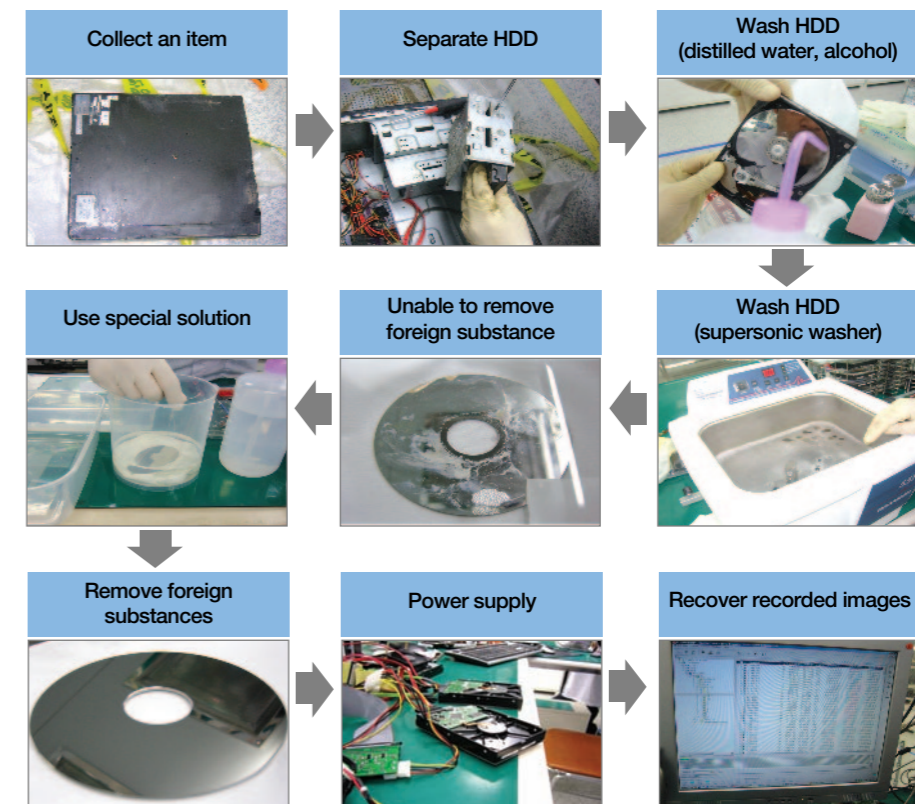 Collect an item
Separate HDD
Wash HDD
(distilled water, alcohol)
Wash HDD
(supersonic washer)
Unable to remove
foreign substance
Use special solution
Remove foreign
substances
Power supply
Recover recorded images